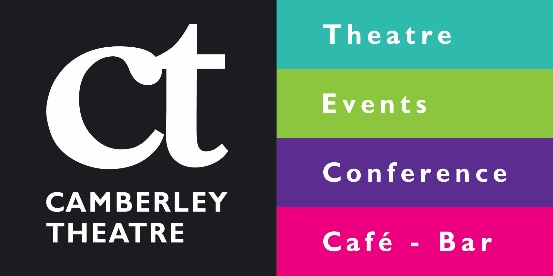 ct
CAMBERLEY
THEATRE
Theatre
Events
Conference
Café - Bar